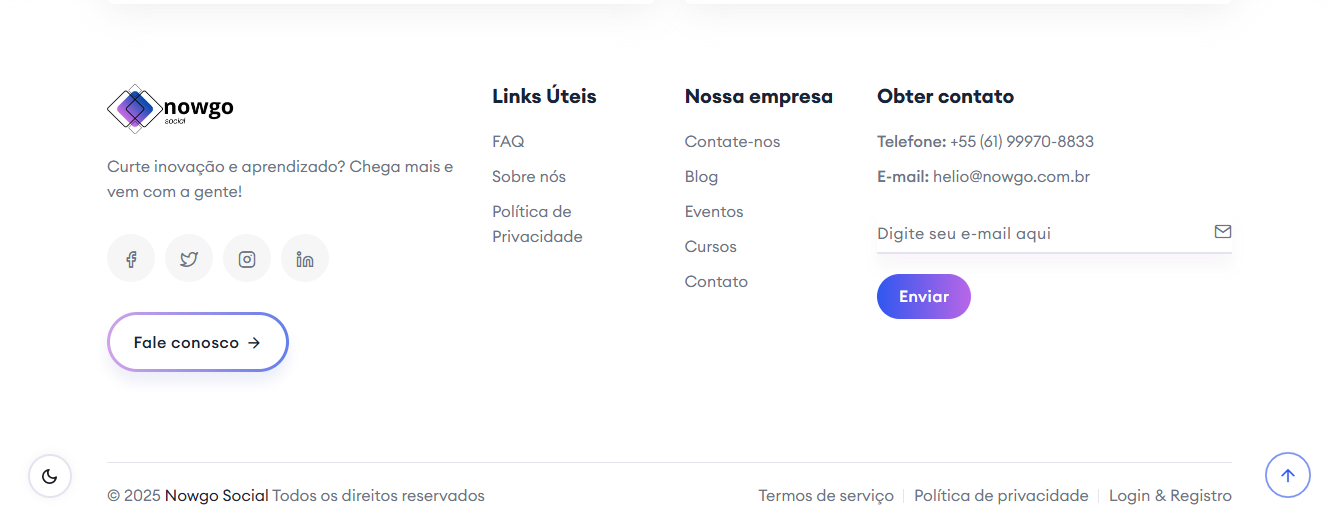 nowgo
social
Curte inovação e aprendizado? Chega mais e
vem com a gente!
Fale conosco
Links Úteis
FAQ
Sobre nós
Política de
Privacidade
Nossa empresa
Contate-nos
Blog
Eventos
Cursos
Contato
Obter contato
Telefone: +55 (61) 99970-8833
E-mail: helio@nowgo.com.br
Digite seu e-mail aqui
Enviar
© 2025 Nowgo Social Todos os direitos reservados
Termos de serviço
Política de privacidade
Login & Registro